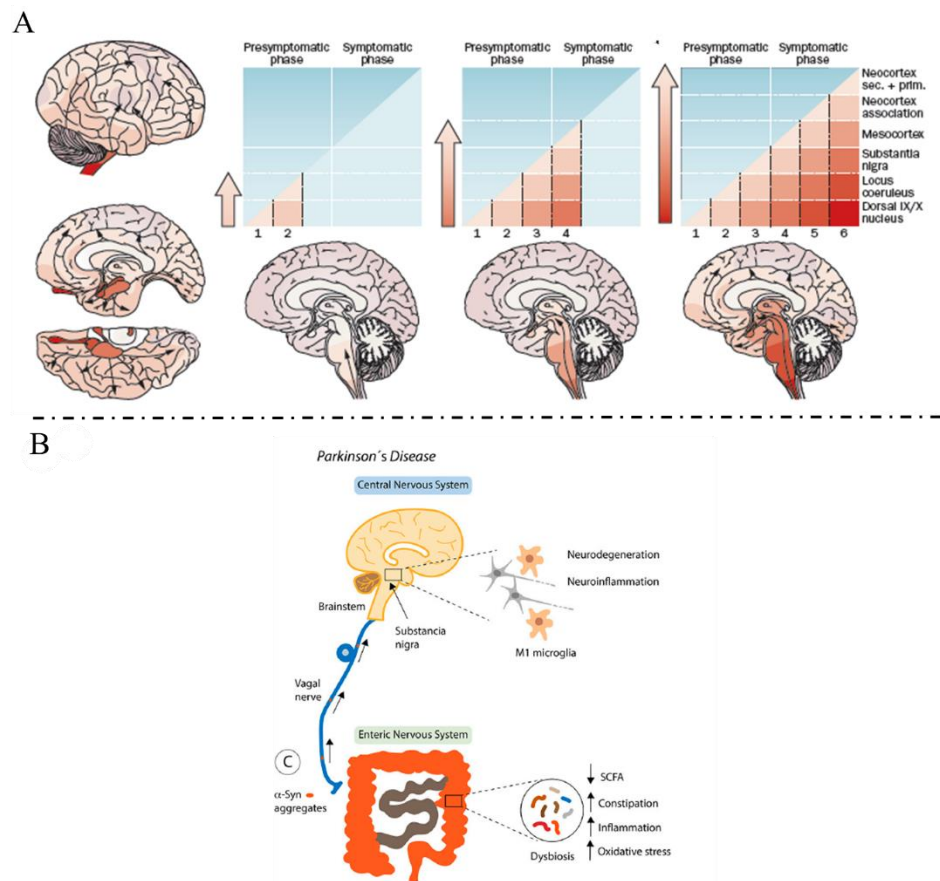 A
Presymptomatic phase
Symptomatic phase
1 2
Presymptomatic phase
Symptomatic phase
1 2 3 4
Presymptomatic phase
Symptomatic phase
Neocortex
sec. + prim.
Neocortex
association
Mesocortex
Substantia
nigra
Locus
coeruleus
Dorsal IX/X
nucleus
1 2 3 4 5 6
B
Parkinson´s Disease
Central Nervous System
Neurodegeneration
Neuroinflammation
Brainstem
Substancia
nigra
M1 microglia
Vagal
nerve
Enteric Nervous System
C
α-Syn
aggregates
SCFA
Constipation
Inflammation
Oxidative stress
Dysbiosis